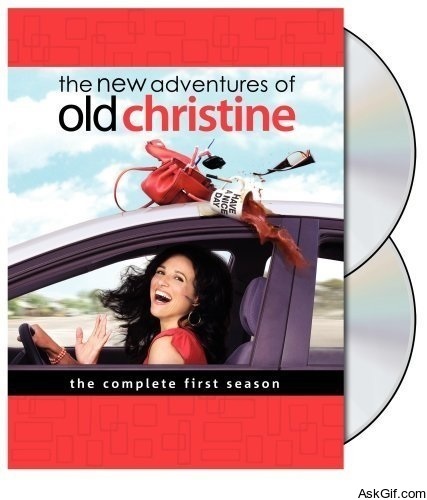 the new adventures of
old christine
HAVE
A NICE
DAY
the complete first season
AskGif.com